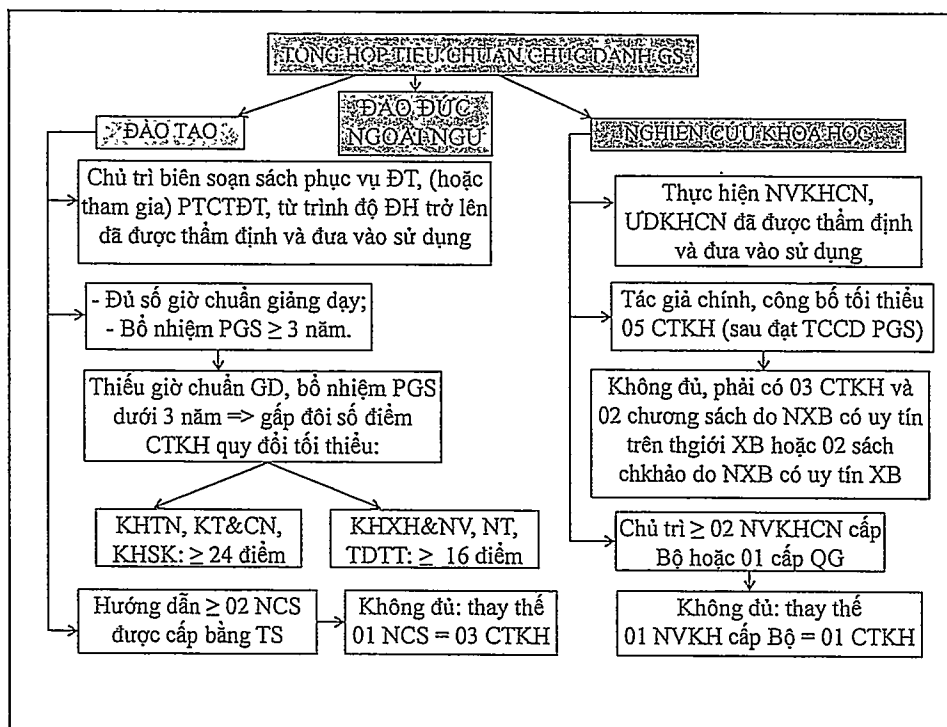 TỔNG HỢP TIÊU CHUẨN CHỨC DANH GS
ĐÀO TẠO
ĐẠO ĐỨC
NGOẠI NGỮ
NGHIÊN CỨU KHOA HỌC
Chủ trì biên soạn sách phục vụ ĐT, (hoặc
tham gia) PTCTĐT, từ trình độ ĐH trở lên
đã được thẩm định và đưa vào sử dụng
- Đủ số giờ chuẩn giảng dạy;
- Bổ nhiệm PGS ≥ 3 năm.
Thiếu giờ chuẩn GD, bổ nhiệm PGS
dưới 3 năm => gấp đôi số điểm
CTKH quy đổi tối thiểu:
KHTN, KT&CN,
KHSK: ≥ 24 điểm
KHXH&NV, NT,
TDTT: ≥ 16 điểm
Hướng dẫn ≥ 02 NCS
được cấp bằng TS
Không đủ: thay thế
01 NCS = 03 CTKH
Thực hiện NVKHCN,
ƯDKHCN đã được thẩm định
và đưa vào sử dụng
Tác giả chính, công bố tối thiểu
05 CTKH (sau đạt TCCD PGS)
Không đủ, phải có 03 CTKH và
02 chương sách do NXB có uy tín
trên thgiới XB hoặc 02 sách
chkhảo do NXB có uy tín XB
Chủ trì ≥ 02 NVKHCN cấp
Bộ hoặc 01 cấp QG
Không đủ: thay thế
01 NVKH cấp Bộ = 01 CTKH